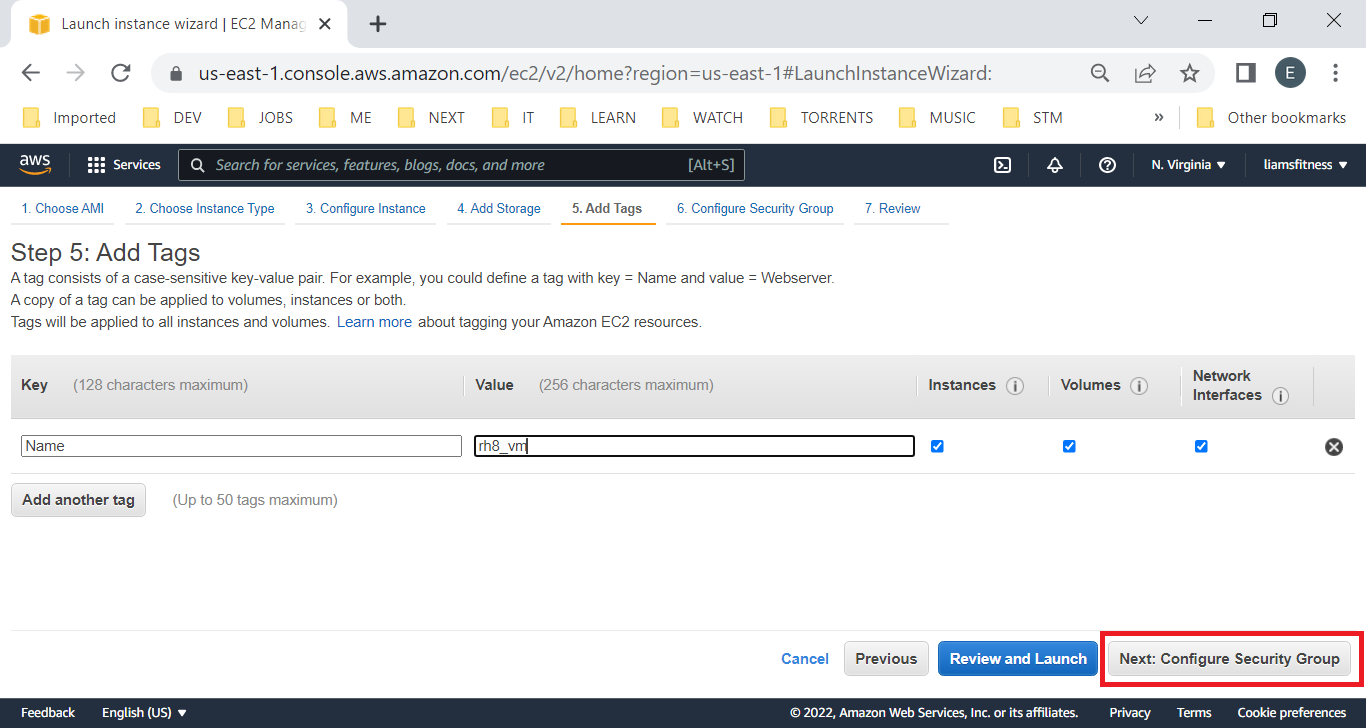 Launch instance wizard | EC2 Manag
us-east-1.console.aws.amazon.com/ec2/v2/home?region=us-east-1#LaunchInstanceWizard:
E
Imported DEV JOBS ME NEXT IT LEARN WATCH TORRENTS MUSIC STM » Other bookmarks
aws Services Search for services, features, blogs, docs, and more [Alt+S] N. Virginia liamsfitness
1. Choose AMI 2. Choose Instance Type 3. Configure Instance 4. Add Storage 5. Add Tags 6. Configure Security Group 7. Review
Step 5: Add Tags
A tag consists of a case-sensitive key-value pair. For example, you could define a tag with key = Name and value = Webserver.
A copy of a tag can be applied to volumes, instances or both.
Tags will be applied to all instances and volumes. Learn more about tagging your Amazon EC2 resources.
Key (128 characters maximum) Value (256 characters maximum) Instances Volumes Network Interfaces
Name rh8_vm
Add another tag (Up to 50 tags maximum)
Cancel Previous Review and Launch Next: Configure Security Group
Feedback English (US) © 2022, Amazon Web Services, Inc. or its affiliates. Privacy Terms Cookie preferences